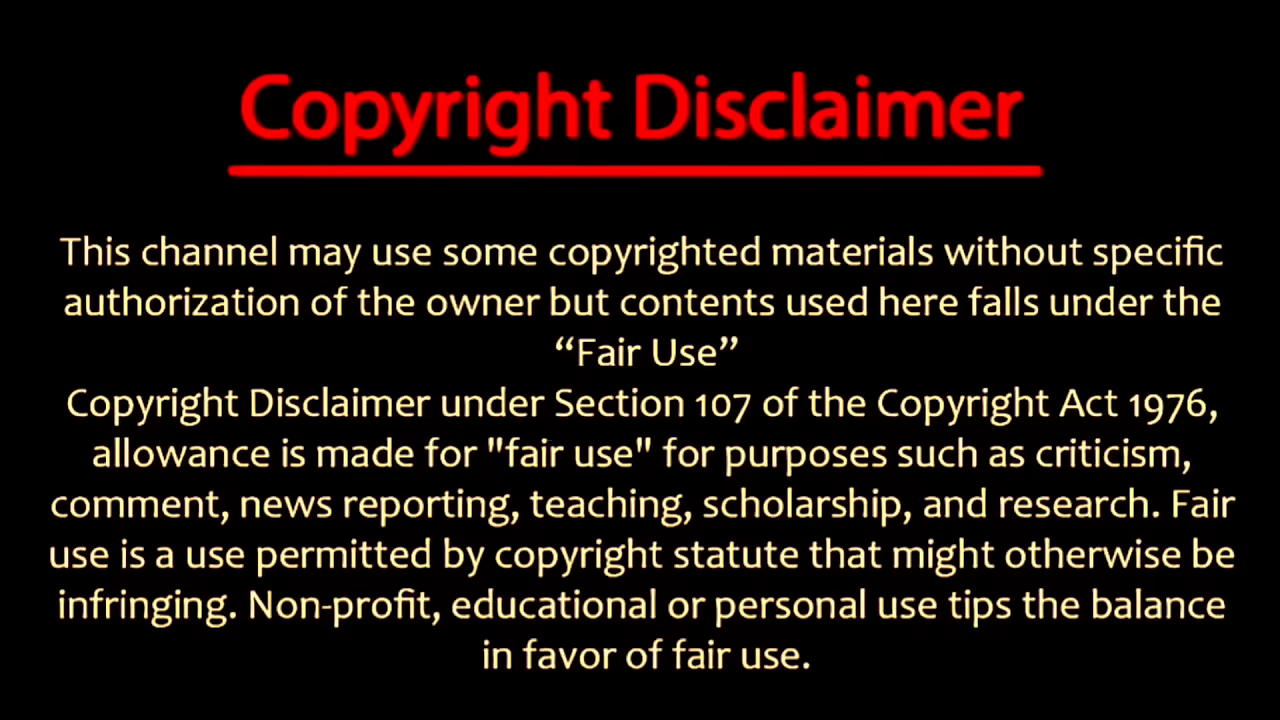 Copyright Disclaimer
This channel may use some copyrighted materials without specific
authorization of the owner but contents used here falls under the
“Fair Use”
Copyright Disclaimer under Section 107 of the Copyright Act 1976,
allowance is made for "fair use" for purposes such as criticism,
comment, news reporting, teaching, scholarship, and research. Fair
use is a use permitted by copyright statute that might otherwise be
infringing. Non-profit, educational or personal use tips the balance
in favor of fair use.